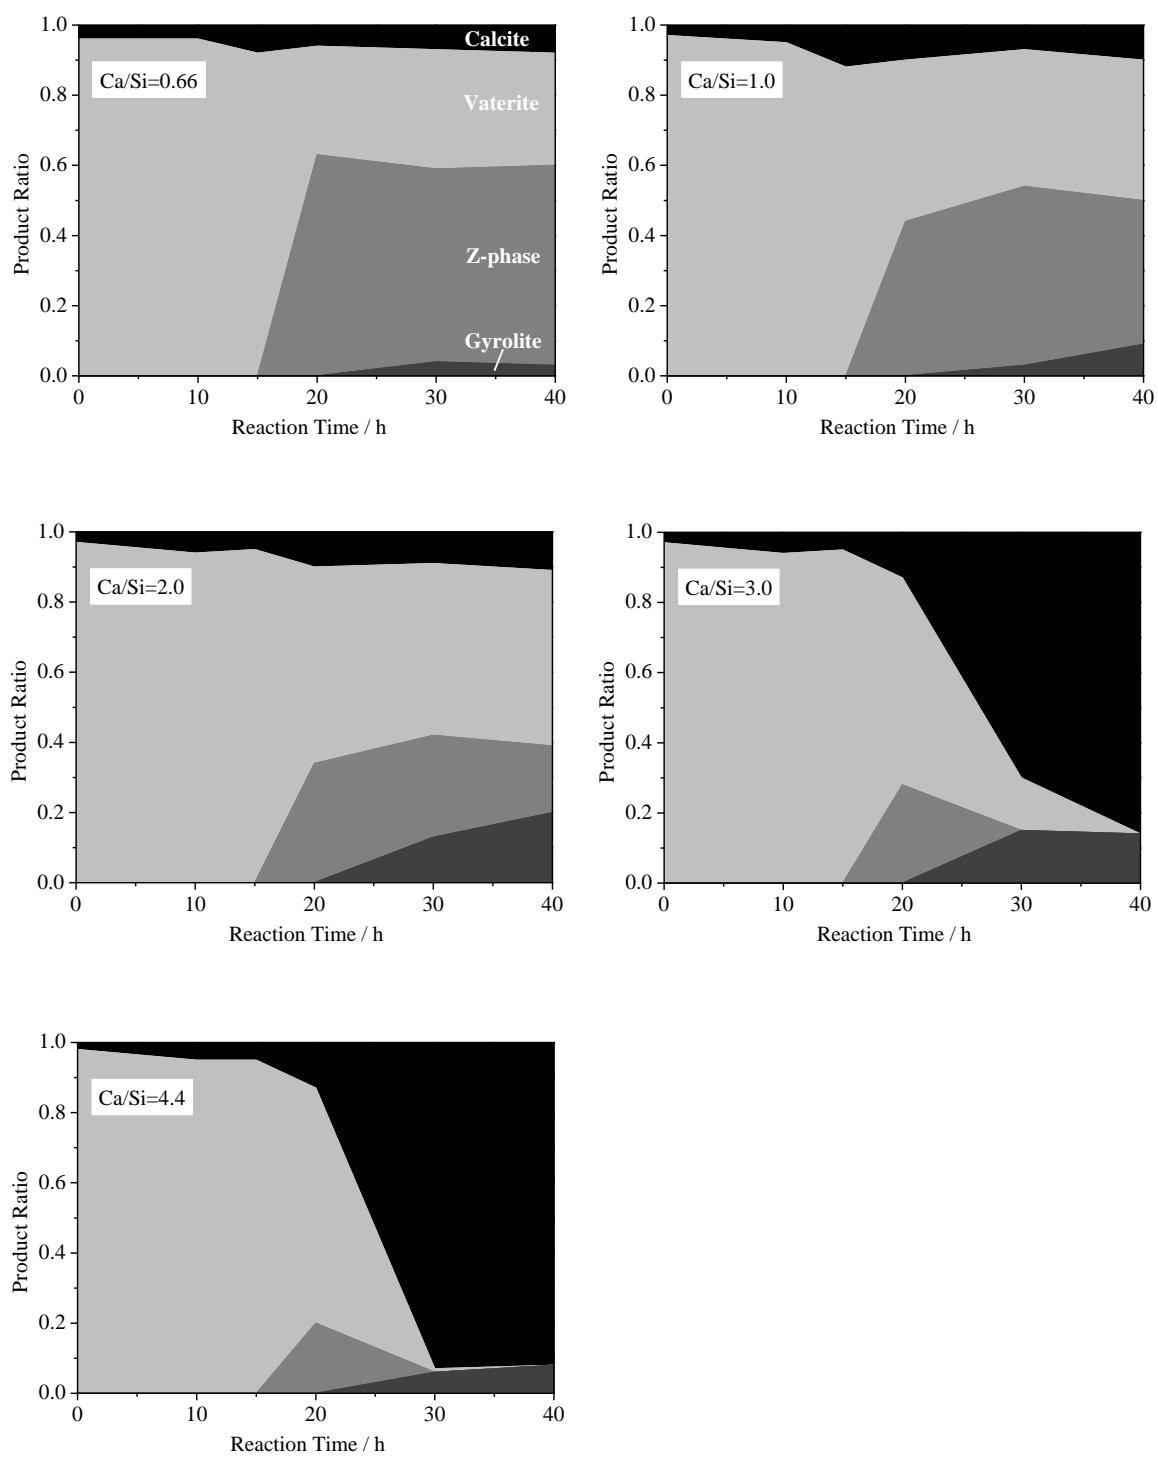 1.0
0.8
0.6
0.4
0.2
0.0
Product Ratio
Ca/Si=0.66
Calcite
Vaterite
Z-phase
Gyrolite
0 10 20 30 40
Reaction Time / h
1.0
0.8
0.6
0.4
0.2
0.0
Product Ratio
Ca/Si=1.0
0 10 20 30 40
Reaction Time / h
1.0
0.8
0.6
0.4
0.2
0.0
Product Ratio
Ca/Si=2.0
0 10 20 30 40
Reaction Time / h
1.0
0.8
0.6
0.4
0.2
0.0
Product Ratio
Ca/Si=3.0
0 10 20 30 40
Reaction Time / h
1.0
0.8
0.6
0.4
0.2
0.0
Product Ratio
Ca/Si=4.4
0 10 20 30 40
Reaction Time / h